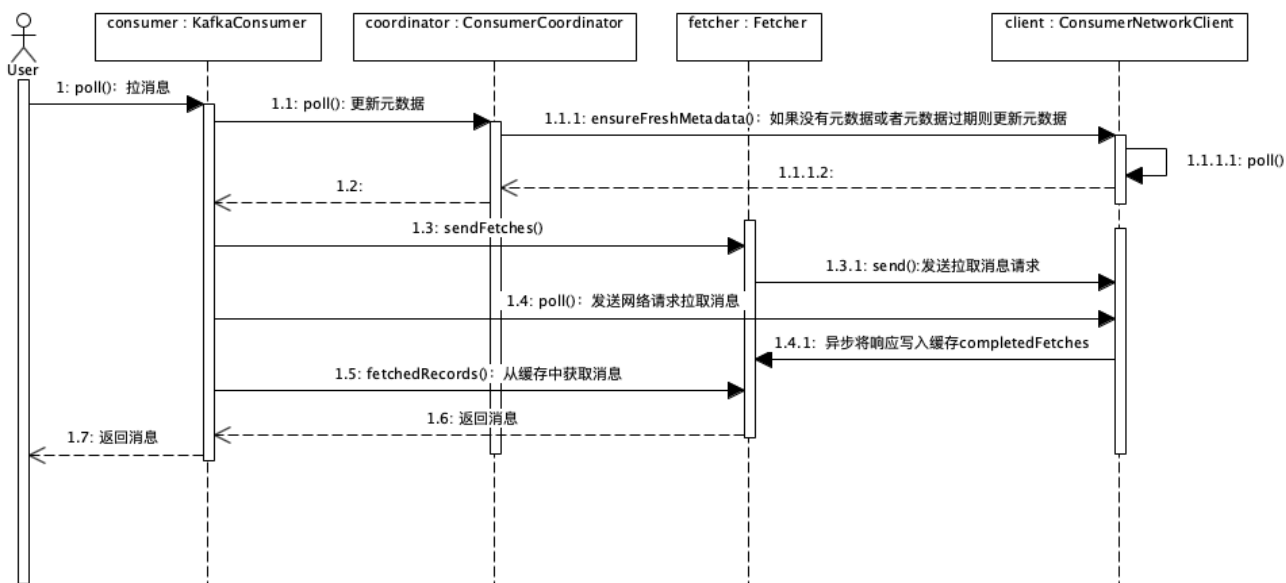 consumer : KafkaConsumer
coordinator : ConsumerCoordinator
fetcher : Fetcher
client : ConsumerNetworkClient
User
1: poll()：拉消息
1.1: poll(): 更新元数据
1.1.1: ensureFreshMetadata()：如果没有元数据或者元数据过期则更新元数据
1.1.1.1: poll()
1.1.1.2:
1.2:
1.3: sendFetches()
1.3.1: send():发送拉取消息请求
1.4: poll()：发送网络请求拉取消息
1.4.1: 异步将响应写入缓存completedFetches
1.5: fetchedRecords()：从缓存中获取消息
1.6: 返回消息
1.7: 返回消息